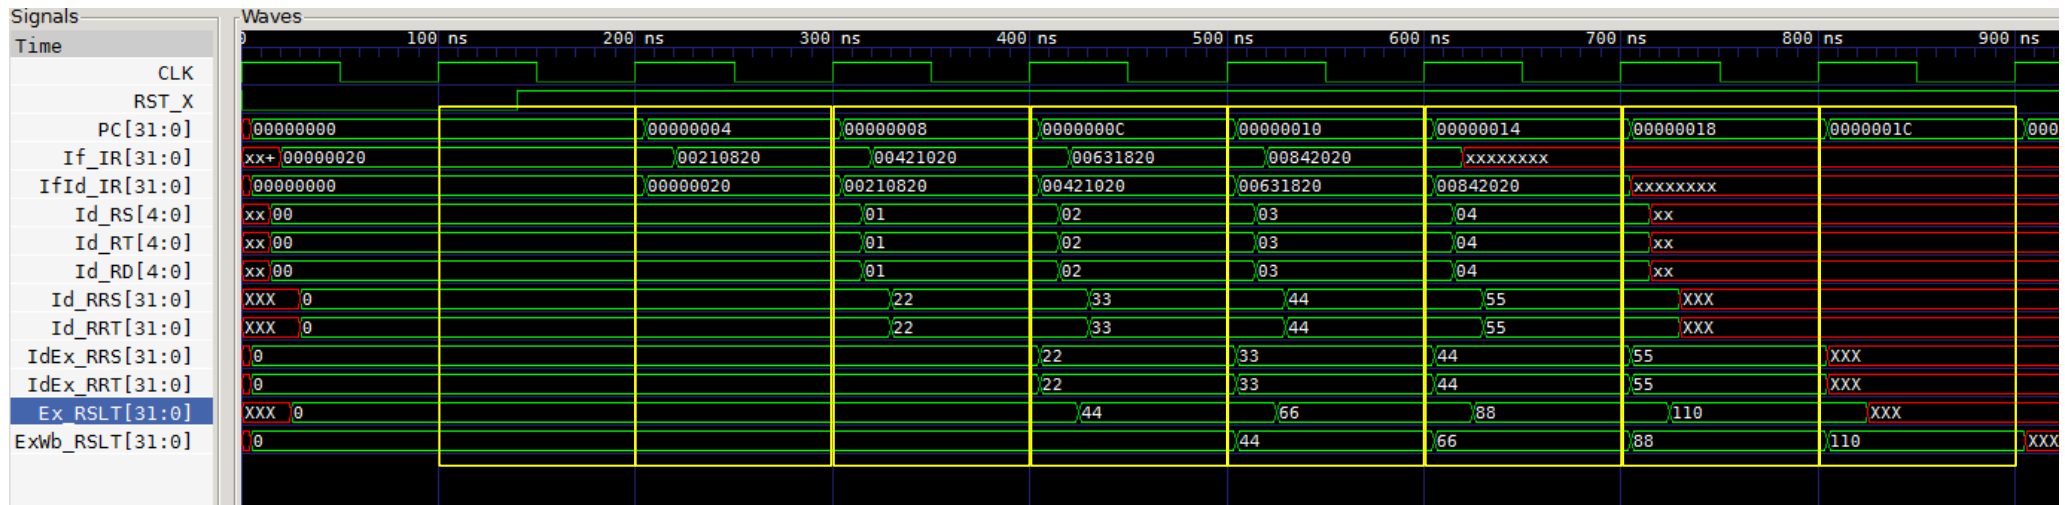 Signals Waves
Time 0 100 ns 200 ns 300 ns 400 ns 500 ns 600 ns 700 ns 800 ns 900 ns
CLK
RST_X
PC[31:0] 00000000 00000004 00000008 0000000C 00000010 00000014 00000018 0000001C 000
If_IR[31:0] xx+ 00000020 00210820 00421020 00631820 00842020 xxxxxxxx
IfId_IR[31:0] 00000000 00000020 00210820 00421020 00631820 00842020 xxxxxxxx
Id_RS[4:0] xx 00 01 02 03 04 xx
Id_RT[4:0] xx 00 01 02 03 04 xx
Id_RD[4:0] xx 00 01 02 03 04 xx
Id_RRS[31:0] XXX 0 22 33 44 55 XXX
Id_RRT[31:0] XXX 0 22 33 44 55 XXX
IdEx_RRS[31:0] 0 22 33 44 55 XXX
IdEx_RRT[31:0] 0 22 33 44 55 XXX
Ex_RSLT[31:0] XXX 0 44 66 88 110 XXX
ExWb_RSLT[31:0] 0 44 66 88 110 XXX